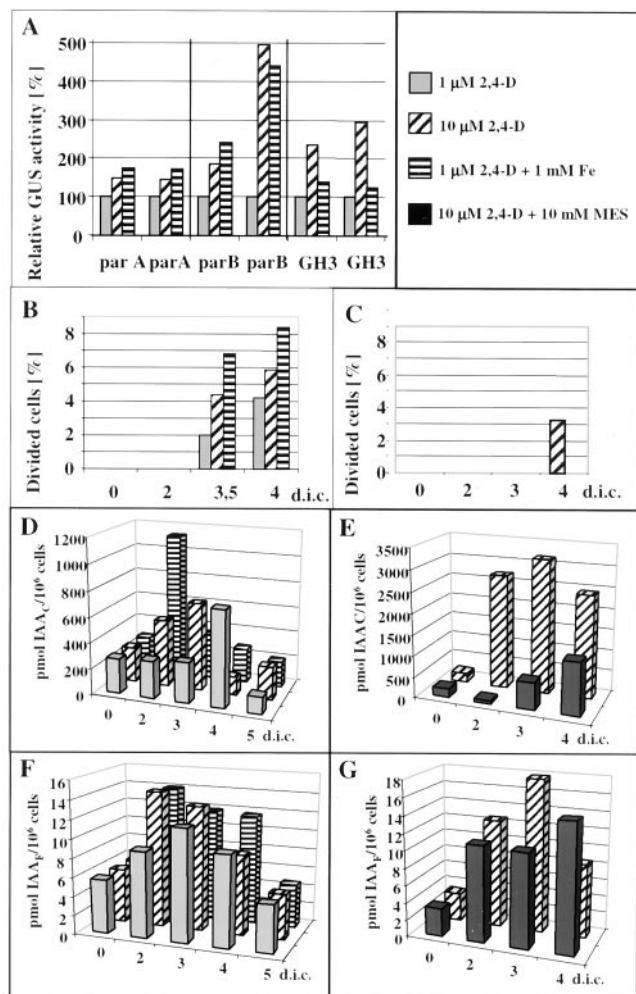 A
Relative GUS activity [ % ]
500
400
300
200
100
0
par A parA parB parB GH3 GH3
1 µM 2,4-D
10 µM 2,4-D
1 µM 2,4-D + 1 mM Fe
10 µM 2,4-D + 10 mM MES
B
Divided cells [ % ]
8
6
4
2
0
0 2 3,5 4 d.i.c.
C
Divided cells [ % ]
8
6
4
2
0
0 2 3 4 d.i.c.
D
pmol IAAC/10⁶ cells
1200
1000
800
600
400
200
0
0 2 3 4 5 d.i.c.
E
pmol IAAC/10⁶ cells
3500
3000
2500
2000
1500
1000
500
0
0 2 3 4 d.i.c.
F
pmol IAAF/10⁶ cells
16
14
12
10
8
6
4
2
0
0 2 3 4 5 d.i.c.
G
pmol IAAF/10⁶ cells
18
16
14
12
10
8
6
4
2
0
0 2 3 4 d.i.c.